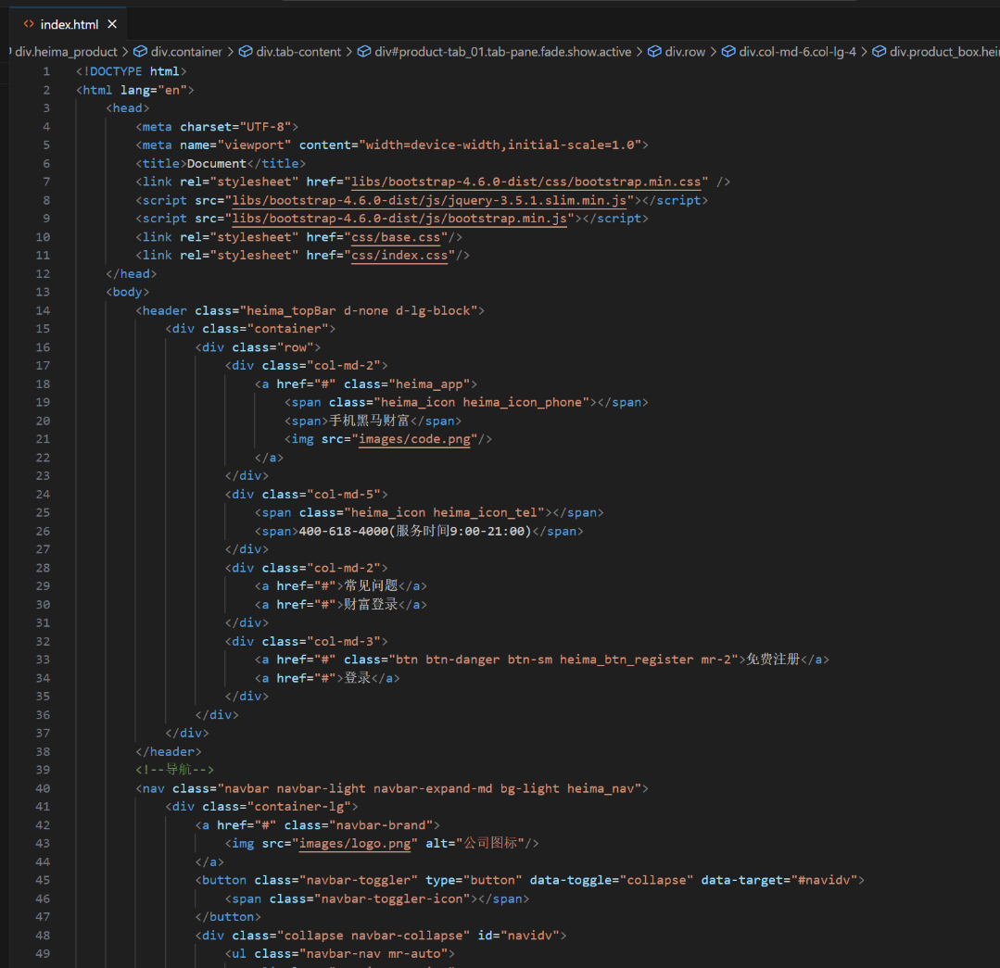 index.html
div.heima_product > div.container > div.tab-content > div#product-tab_01.tab-pane.fade.show.active > div.row > div.col-md-6.col-lg-4 > div.product_box.hei
1 <!DOCTYPE html>
2 <html lang="en">
3 <head>
4 <meta charset="UTF-8">
5 <meta name="viewport" content="width=device-width,initial-scale=1.0">
6 <title>Document</title>
7 <link rel="stylesheet" href="libs/bootstrap-4.6.0-dist/css/bootstrap.min.css" />
8 <script src="libs/bootstrap-4.6.0-dist/js/jquery-3.5.1.slim.min.js"></script>
9 <script src="libs/bootstrap-4.6.0-dist/js/bootstrap.min.js"></script>
10 <link rel="stylesheet" href="css/base.css"/>
11 <link rel="stylesheet" href="css/index.css"/>
12 </head>
13 <body>
14 <header class="heima_topBar d-none d-lg-block">
15 <div class="container">
16 <div class="row">
17 <div class="col-md-2">
18 <a href="#" class="heima_app">
19 <span class="heima_icon heima_icon_phone"></span>
20 <span>手机黑马财富</span>
21 <img src="images/code.png"/>
22 </a>
23 </div>
24 <div class="col-md-5">
25 <span class="heima_icon heima_icon_tel"></span>
26 <span>400-618-4000(服务时间9:00-21:00)</span>
27 </div>
28 <div class="col-md-2">
29 <a href="#">常见问题</a>
30 <a href="#">财富登录</a>
31 </div>
32 <div class="col-md-3">
33 <a href="#" class="btn btn-danger btn-sm heima_btn_register mr-2">免费注册</a>
34 <a href="#">登录</a>
35 </div>
36 </div>
37 </div>
38 </header>
39 <!--导航-->
40 <nav class="navbar navbar-light navbar-expand-md bg-light heima_nav">
41 <div class="container-lg">
42 <a href="#" class="navbar-brand">
43 <img src="images/logo.png" alt="公司图标"/>
44 </a>
45 <button class="navbar-toggler" type="button" data-toggle="collapse" data-target="#navidv">
46 <span class="navbar-toggler-icon"></span>
47 </button>
48 <div class="collapse navbar-collapse" id="navidv">
49 <ul class="navbar-nav mr-auto">